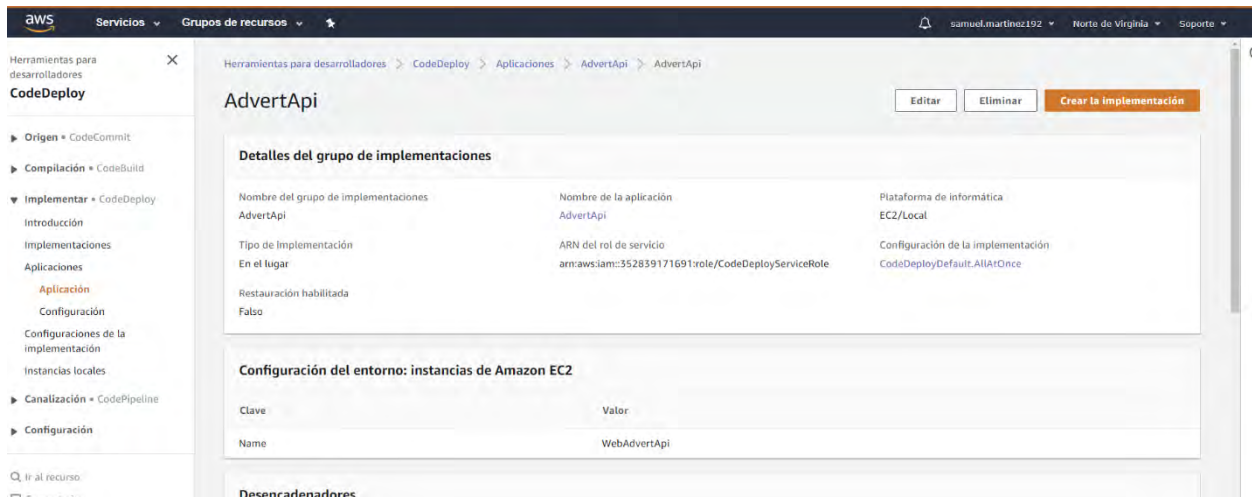 aws
Servicios
Grupos de recursos
samuel.martinez192
Norte de Virginia
Soporte
Herramientas para
desarrolladores
CodeDeploy
Origen • CodeCommit
Compilación • CodeBuild
Implementar • CodeDeploy
Introducción
Implementaciones
Aplicaciones
Aplicación
Configuración
Configuraciones de la
implementación
Instancias locales
Canalización • CodePipeline
Configuración
Ir al recurso
Herramientas para desarrolladores > CodeDeploy > Aplicaciones > AdvertApi > AdvertApi
AdvertApi
Editar
Eliminar
Crear la implementación
Detalles del grupo de implementaciones
Nombre del grupo de implementaciones
AdvertApi
Nombre de la aplicación
AdvertApi
Plataforma de informática
EC2/Local
Tipo de implementación
En el lugar
ARN del rol de servicio
arn:aws:iam::352839171691:role/CodeDeployServiceRole
Configuración de la implementación
CodeDeployDefault.AllAtOnce
Restauración habilitada
Falso
Configuración del entorno: instancias de Amazon EC2
Clave Valor
Name WebAdvertApi
Desencadenadores